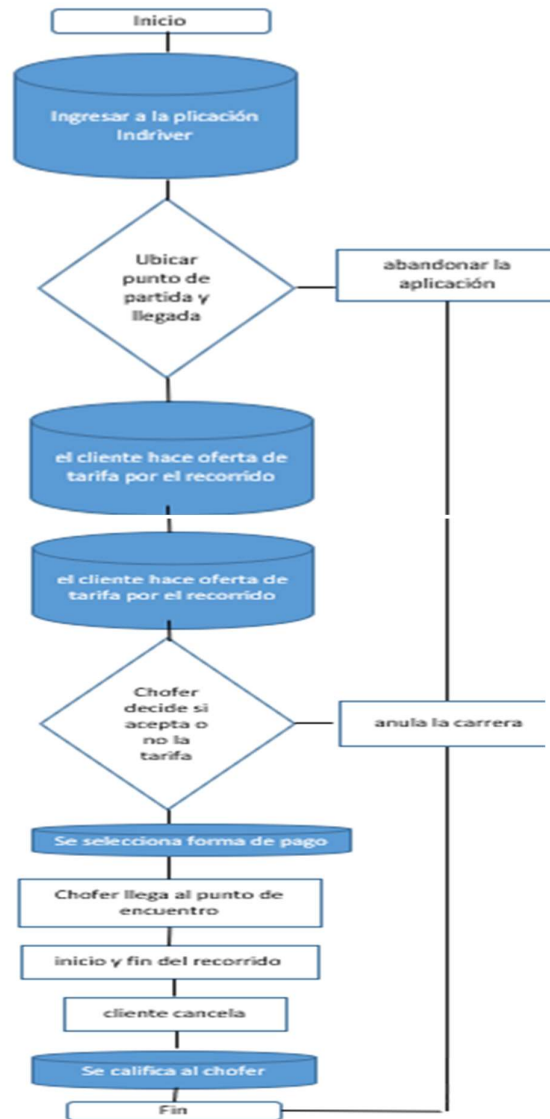 Inicio
Ingresar a la plicación
Indriver
Ubicar
punto de
partida y
llegada
abandonar la
aplicación
el cliente hace oferta de
tarifa por el recorrido
el cliente hace oferta de
tarifa por el recorrido
Chofer
decide si
acepta o
no la
tarifa
anula la carrera
Se selecciona forma de pago
Chofer llega al punto de
encuentro
inicio y fin del recorrido
cliente cancela
Se califica al chofer
Fin